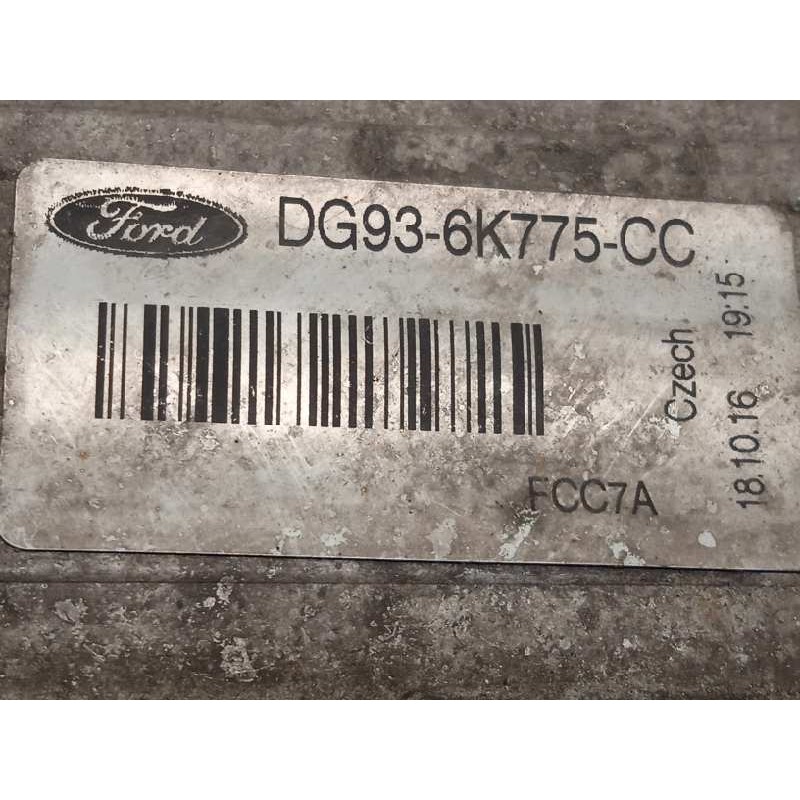 Ford
DG93-6K775-CC
Czech
18.10.16 19:15
FCC7A